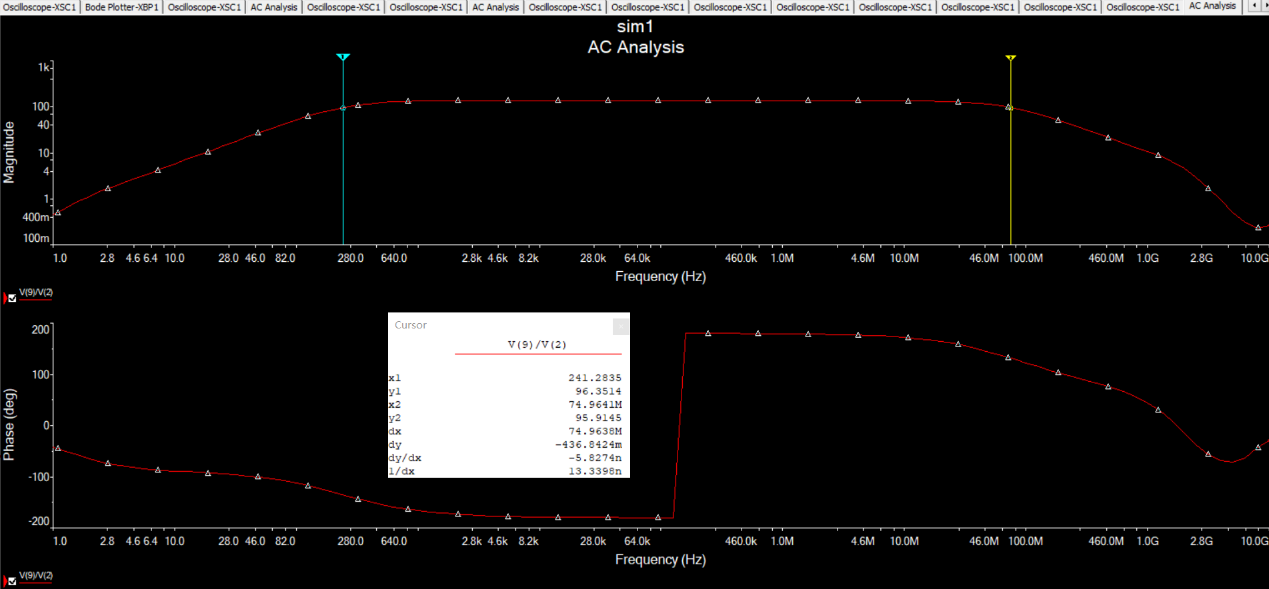 Oscilloscope-XSC1 Bode Plotter-XBP1 Oscilloscope-XSC1 AC Analysis Oscilloscope-XSC1 Oscilloscope-XSC1 AC Analysis Oscilloscope-XSC1 Oscilloscope-XSC1 Oscilloscope-XSC1 Oscilloscope-XSC1 Oscilloscope-XSC1 Oscilloscope-XSC1 Oscilloscope-XSC1 Oscilloscope-XSC1 AC Analysis
sim1
AC Analysis
Magnitude
1k
100
40
10
4
1
400m
100m
1.0 2.8 4.6 6.4 10.0 28.0 46.0 82.0 280.0 640.0 2.8k 4.6k 8.2k 28.0k 64.0k 460.0k 1.0M 4.6M 10.0M 46.0M 100.0M 460.0M 1.0G 2.8G 10.0G
Frequency (Hz)
V(9)/V(2)
Phase (deg)
200
100
0
-100
-200
Cursor
V(9)/V(2)
x1 241.2835
y1 96.3514
x2 74.9641M
y2 95.9145
dx 74.9638M
dy -436.8424m
dy/dx -5.8274n
1/dx 13.3398n
1.0 2.8 4.6 6.4 10.0 28.0 46.0 82.0 280.0 640.0 2.8k 4.6k 8.2k 28.0k 64.0k 460.0k 1.0M 4.6M 10.0M 46.0M 100.0M 460.0M 1.0G 2.8G 10.0G
Frequency (Hz)
V(9)/V(2)